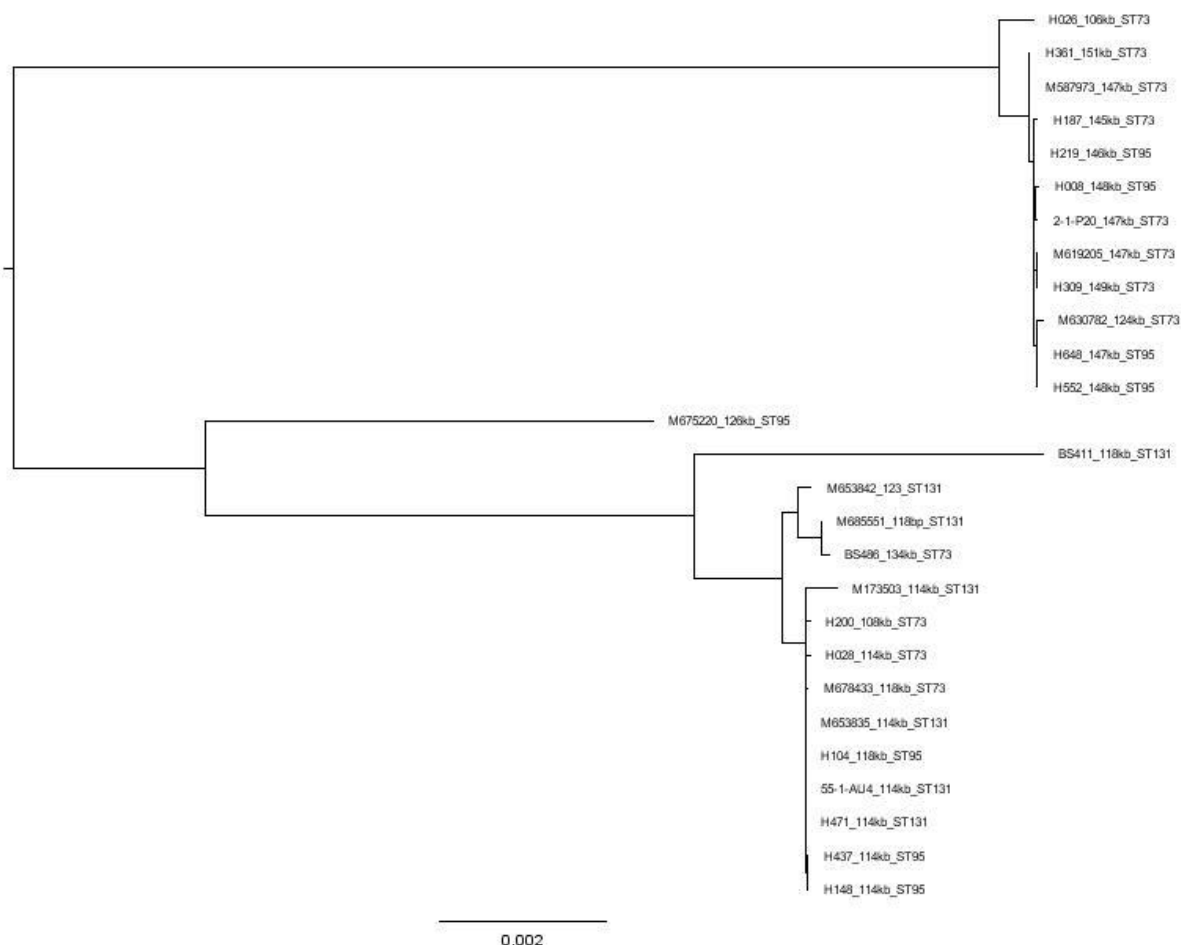 H026_106kb_ST73
H361_151kb_ST73
M587973_147kb_ST73
H187_145kb_ST73
H219_146kb_ST95
H008_148kb_ST95
2-1-P20_147kb_ST73
M619205_147kb_ST73
H309_149kb_ST73
M630782_124kb_ST73
H648_147kb_ST95
H552_148kb_ST95
M675220_126kb_ST95
BS411_118kb_ST131
M653842_123_ST131
M685551_118bp_ST131
BS486_134kb_ST73
M173503_114kb_ST131
H200_108kb_ST73
H028_114kb_ST73
M678433_118kb_ST73
M653835_114kb_ST131
H104_118kb_ST95
55-1-AU4_114kb_ST131
H471_114kb_ST131
H437_114kb_ST95
H148_114kb_ST95
0.002